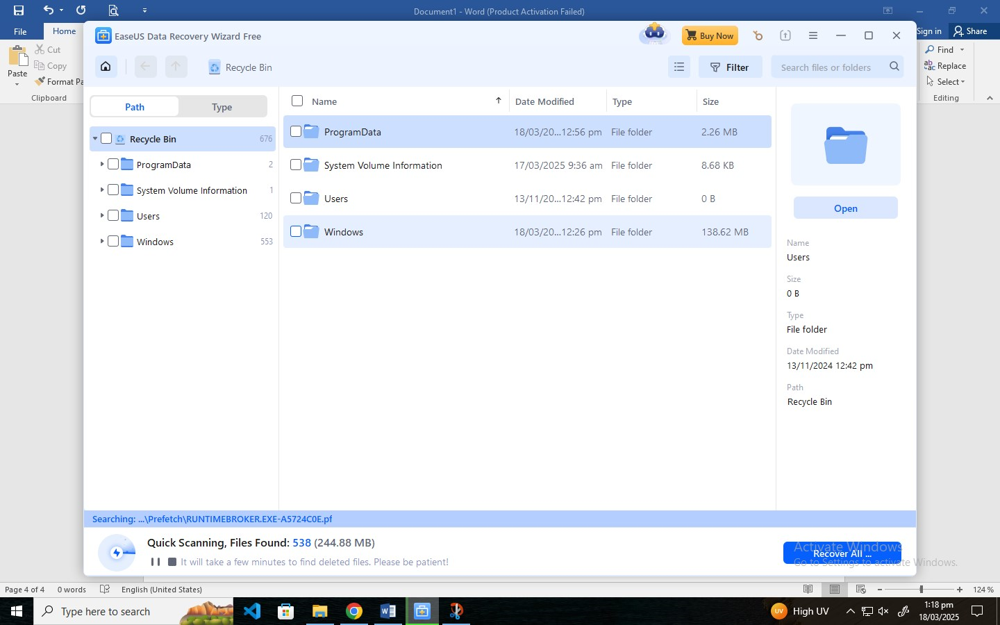 Document1 - Word (Product Activation Failed)
File
Home
Sign in
Share
Paste
Cut
Copy
Format Pa
Clipboard
Find
Replace
Select
Editing
EaseUS Data Recovery Wizard Free
Buy Now
Recycle Bin
Filter
Search files or folders
Path
Type
Recycle Bin 676
ProgramData 2
System Volume Information 1
Users 120
Windows 553
Name
Date Modified
Type
Size
ProgramData 18/03/20...12:56 pm File folder 2.26 MB
System Volume Information 17/03/2025 9:36 am File folder 8.68 KB
Users 13/11/20...12:42 pm File folder 0 B
Windows 18/03/20...12:26 pm File folder 138.62 MB
Open
Name
Users
Size
0 B
Type
File folder
Date Modified
13/11/2024 12:42 pm
Path
Recycle Bin
Searching: ...\Prefetch\RUNTIMEBROKER.EXE-A5724C0E.pf
Quick Scanning, Files Found: 538 (244.88 MB)
It will take a few minutes to find deleted files. Please be patient!
Recover All ...
Activate Windows
Go to Settings to activate Windows.
Page 4 of 4
0 words
English (United States)
124 %
Type here to search
UV
High UV
1:18 pm
18/03/2025